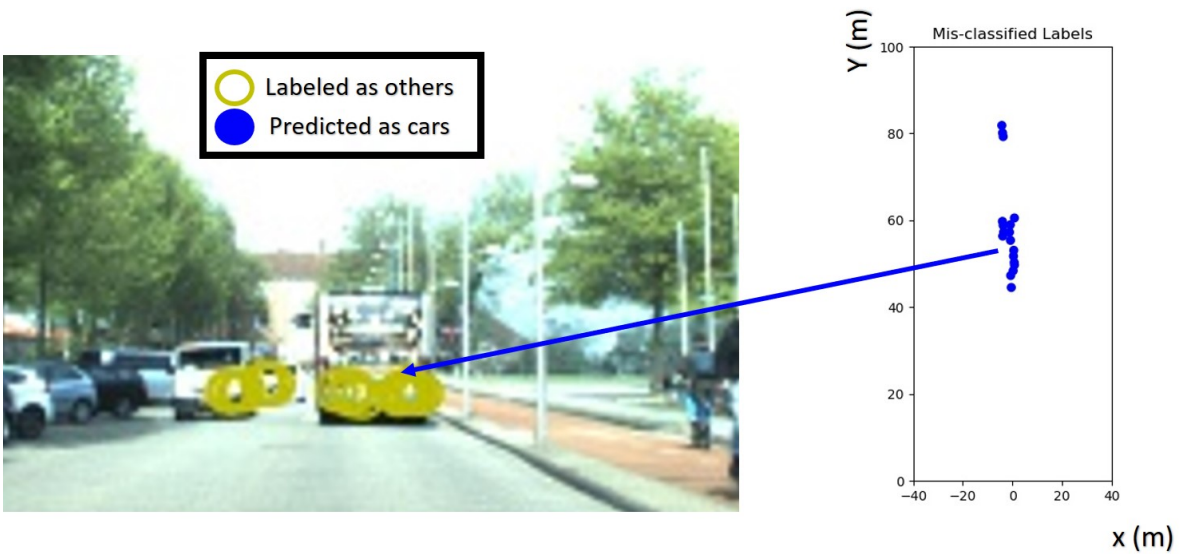 Labeled as others
Predicted as cars
Mis-classified Labels
Y (m)
100
80
60
40
20
0
−40
−20
0
20
40
x (m)